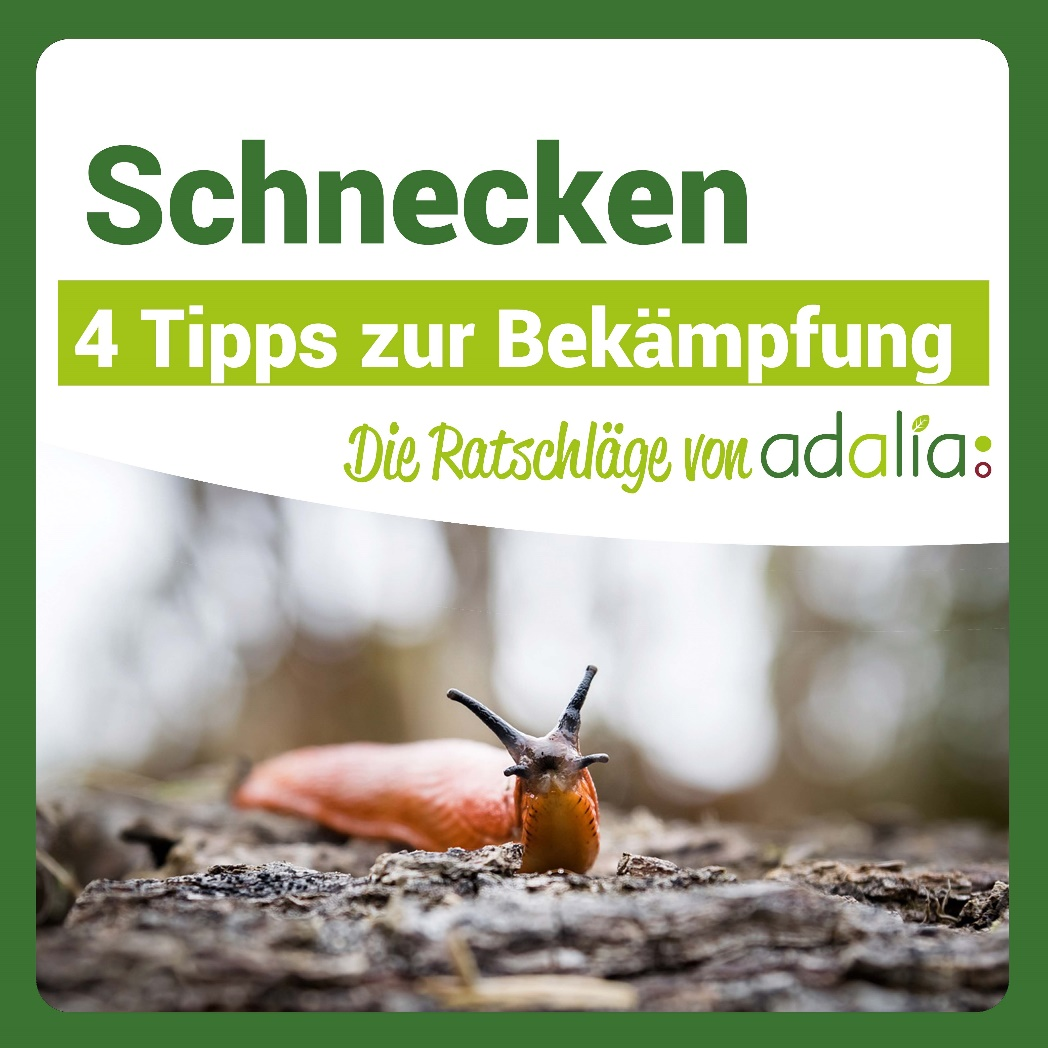 Schnecken
4 Tipps zur Bekämpfung
Die Ratschläge von adalia